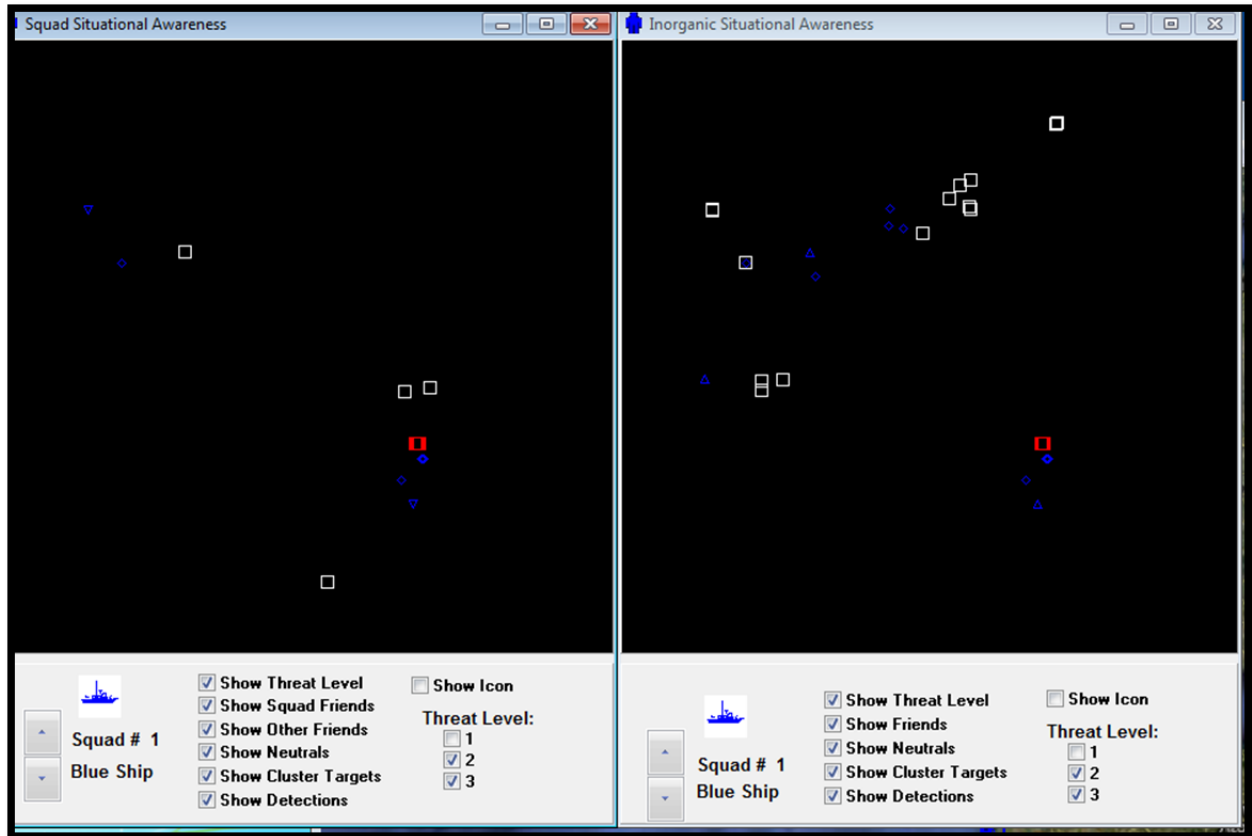 Squad Situational Awareness
Show Threat Level
Show Squad Friends
Show Other Friends
Show Neutrals
Show Cluster Targets
Show Detections
Show Icon
Threat Level:
1
2
3
Squad # 1
Blue Ship
Inorganic Situational Awareness
Show Threat Level
Show Friends
Show Neutrals
Show Cluster Targets
Show Detections
Show Icon
Threat Level:
1
2
3
Squad # 1
Blue Ship